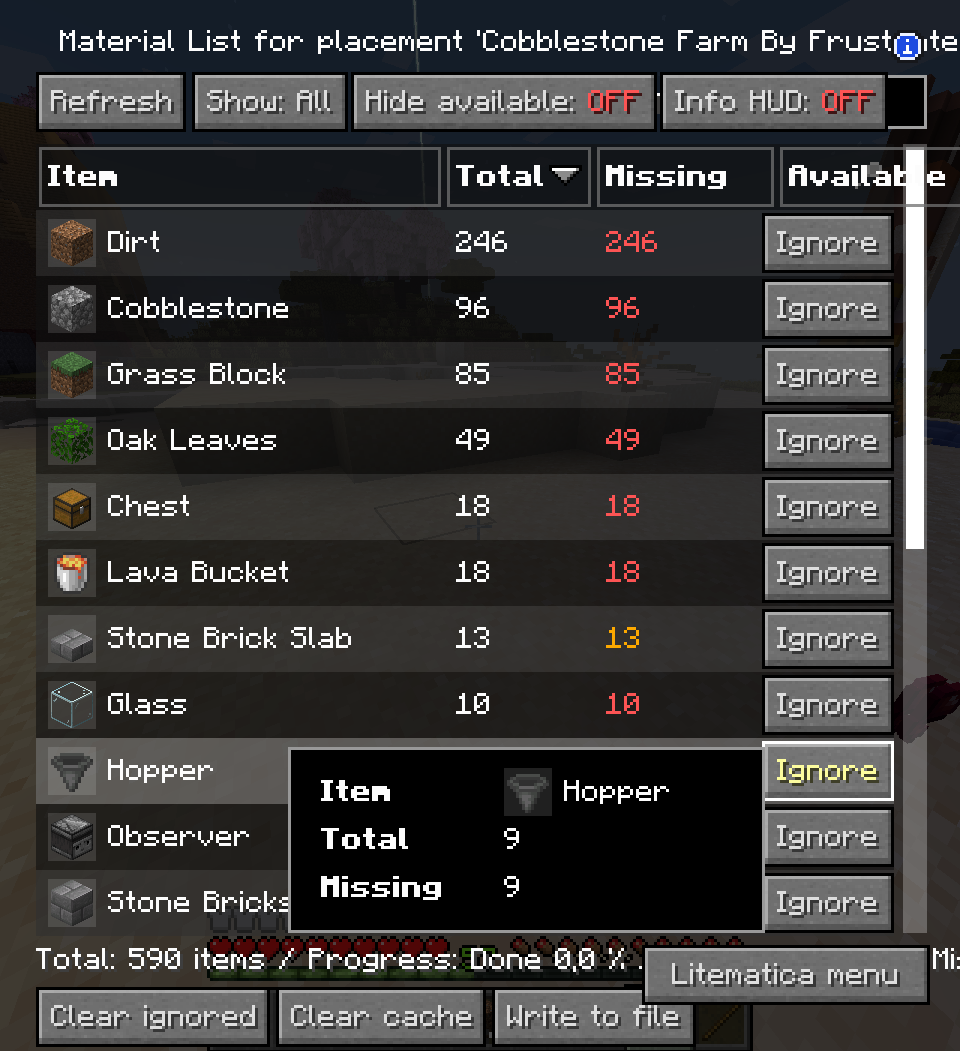 Material List for placement 'Cobblestone Farm By Frust
Refresh Show: All Hide available: OFF Info HUD: OFF
Item Total Missing Available
Dirt 246 246 Ignore
Cobblestone 96 96 Ignore
Grass Block 85 85 Ignore
Oak Leaves 49 49 Ignore
Chest 18 18 Ignore
Lava Bucket 18 18 Ignore
Stone Brick Slab 13 13 Ignore
Glass 10 10 Ignore
Hopper Ignore
Item Hopper
Total 9
Missing 9
Observer Ignore
Stone Bricks Ignore
Total: 590 items / Progress: Done 0,0 %
Litematica menu
Clear ignored Clear cache Write to file